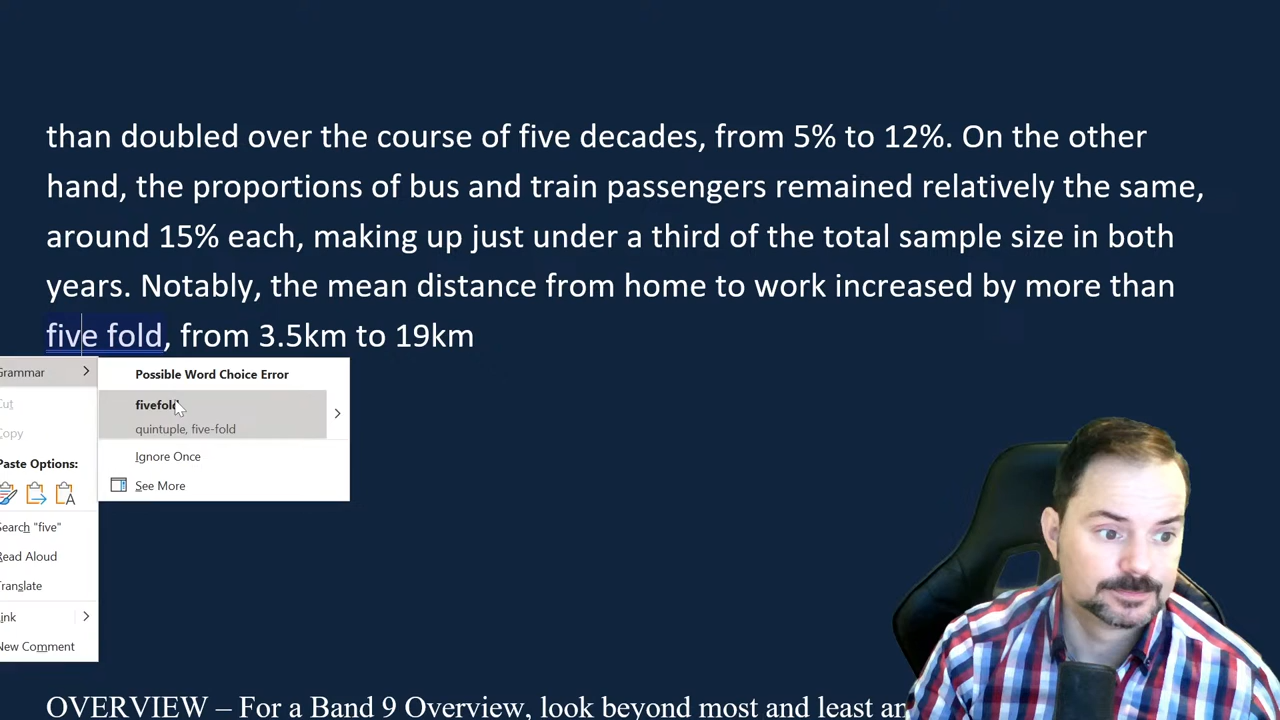 than doubled over the course of five decades, from 5% to 12%. On the other
hand, the proportions of bus and train passengers remained relatively the same,
around 15% each, making up just under a third of the total sample size in both
years. Notably, the mean distance from home to work increased by more than
five fold, from 3.5km to 19km
Grammar
Possible Word Choice Error
Cut
fivefold
quintuple, five-fold
Copy
Ignore Once
Paste Options:
See More
Search "five"
Read Aloud
Translate
Link
New Comment
OVERVIEW – For a Band 9 Overview, look beyond most and least